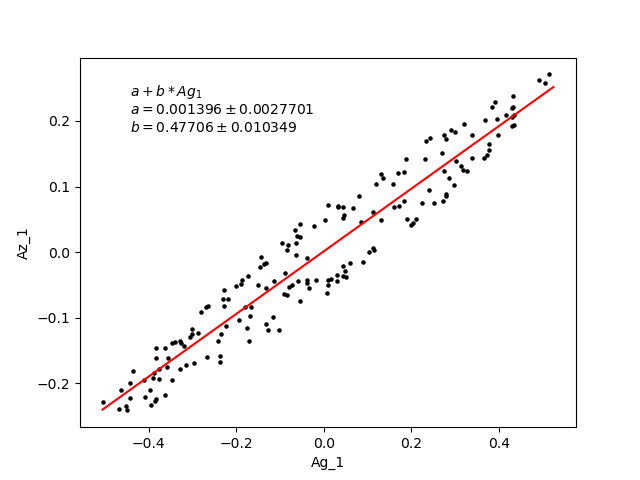 a + b * Ag₁
a = 0.001396 ± 0.0027701
b = 0.47706 ± 0.010349
0.2
0.1
0.0
−0.1
−0.2
Az_1
−0.4 −0.2 0.0 0.2 0.4
Ag_1